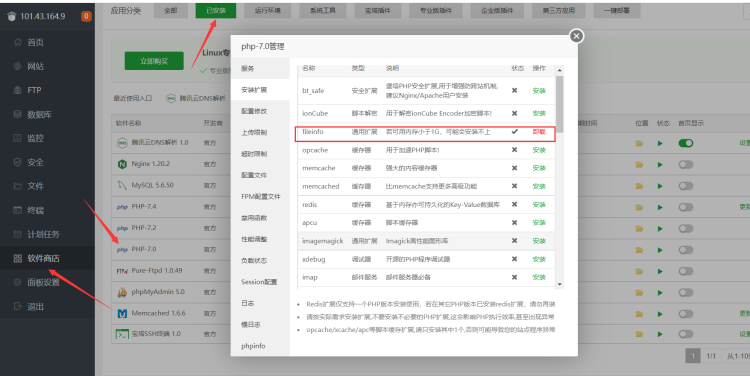 101.43.164.9
0
首页
网站
FTP
数据库
监控
安全
文件
终端
计划任务
软件商店
面板设置
退出
应用分类
全部
已安装
运行环境
系统工具
宝塔插件
专业版插件
企业版插件
第三方应用
一键部署
立即购买
Linux专
专业版
最近使用入口
腾讯云DNS解析
软件名称
开发商
期时间
位置
状态
首页显示
腾讯云DNS解析 1.0
官方
Nginx 1.20.2
官方
MySQL 5.6.50
官方
php PHP-7.4
官方
php PHP-7.2
官方
php PHP-7.0
官方
Pure-Ftpd 1.0.49
官方
phpMyAdmin 5.0
官方
Memcached 1.6.6
官方
宝塔SSH终端 1.0
官方
1
1/1
从1-10
php-7.0管理
服务
安装扩展
配置修改
上传限制
超时限制
配置文件
FPM配置文件
禁用函数
性能调整
负载状态
Session配置
日志
慢日志
phpinfo
名称 类型 说明 状态 操作
bt_safe 安全扩展 堡塔PHP安全扩展,用于增强防跨站机制,建议Nginx/Apache用户安装 安装
ionCube 脚本解密 用于解密ionCube Encoder加密脚本! 安装
fileinfo 通用扩展 若可用内存小于1G，可能会安装不上 卸载
opcache 缓存器 用于加速PHP脚本! 安装
memcache 缓存器 强大的内容缓存器 安装
memcached 缓存器 比memcache支持更多高级功能 安装
redis 缓存器 基于内存亦可持久化的Key-Value数据库 安装
apcu 缓存器 脚本缓存器 安装
imagemagick 通用扩展 Imagick高性能图形库 安装
xdebug 调试器 开源的PHP程序调试器 安装
imap 邮件服务 邮件服务器必备 安装
Redis扩展仅支持一个PHP版本安装使用，若在其它PHP版本已安装redis扩展，请勿再装
请按实际需求安装扩展,不要安装不必要的PHP扩展,这会影响PHP执行效率,甚至出现异常
opcache/xcache/apc等脚本缓存扩展,请只安装其中1个,否则可能导致您的站点程序异常